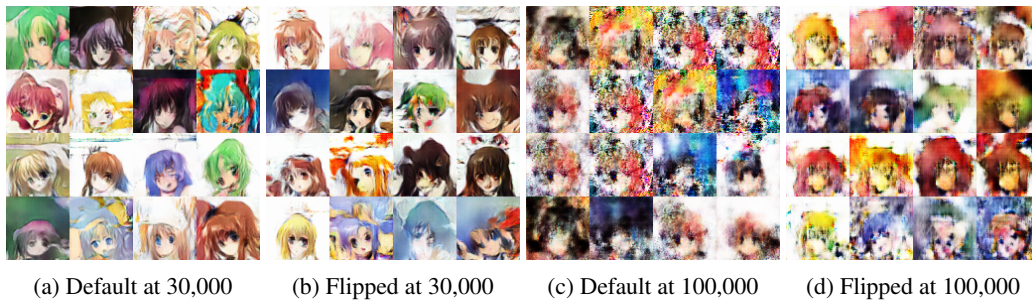 (a) Default at 30,000 (b) Flipped at 30,000 (c) Default at 100,000 (d) Flipped at 100,000